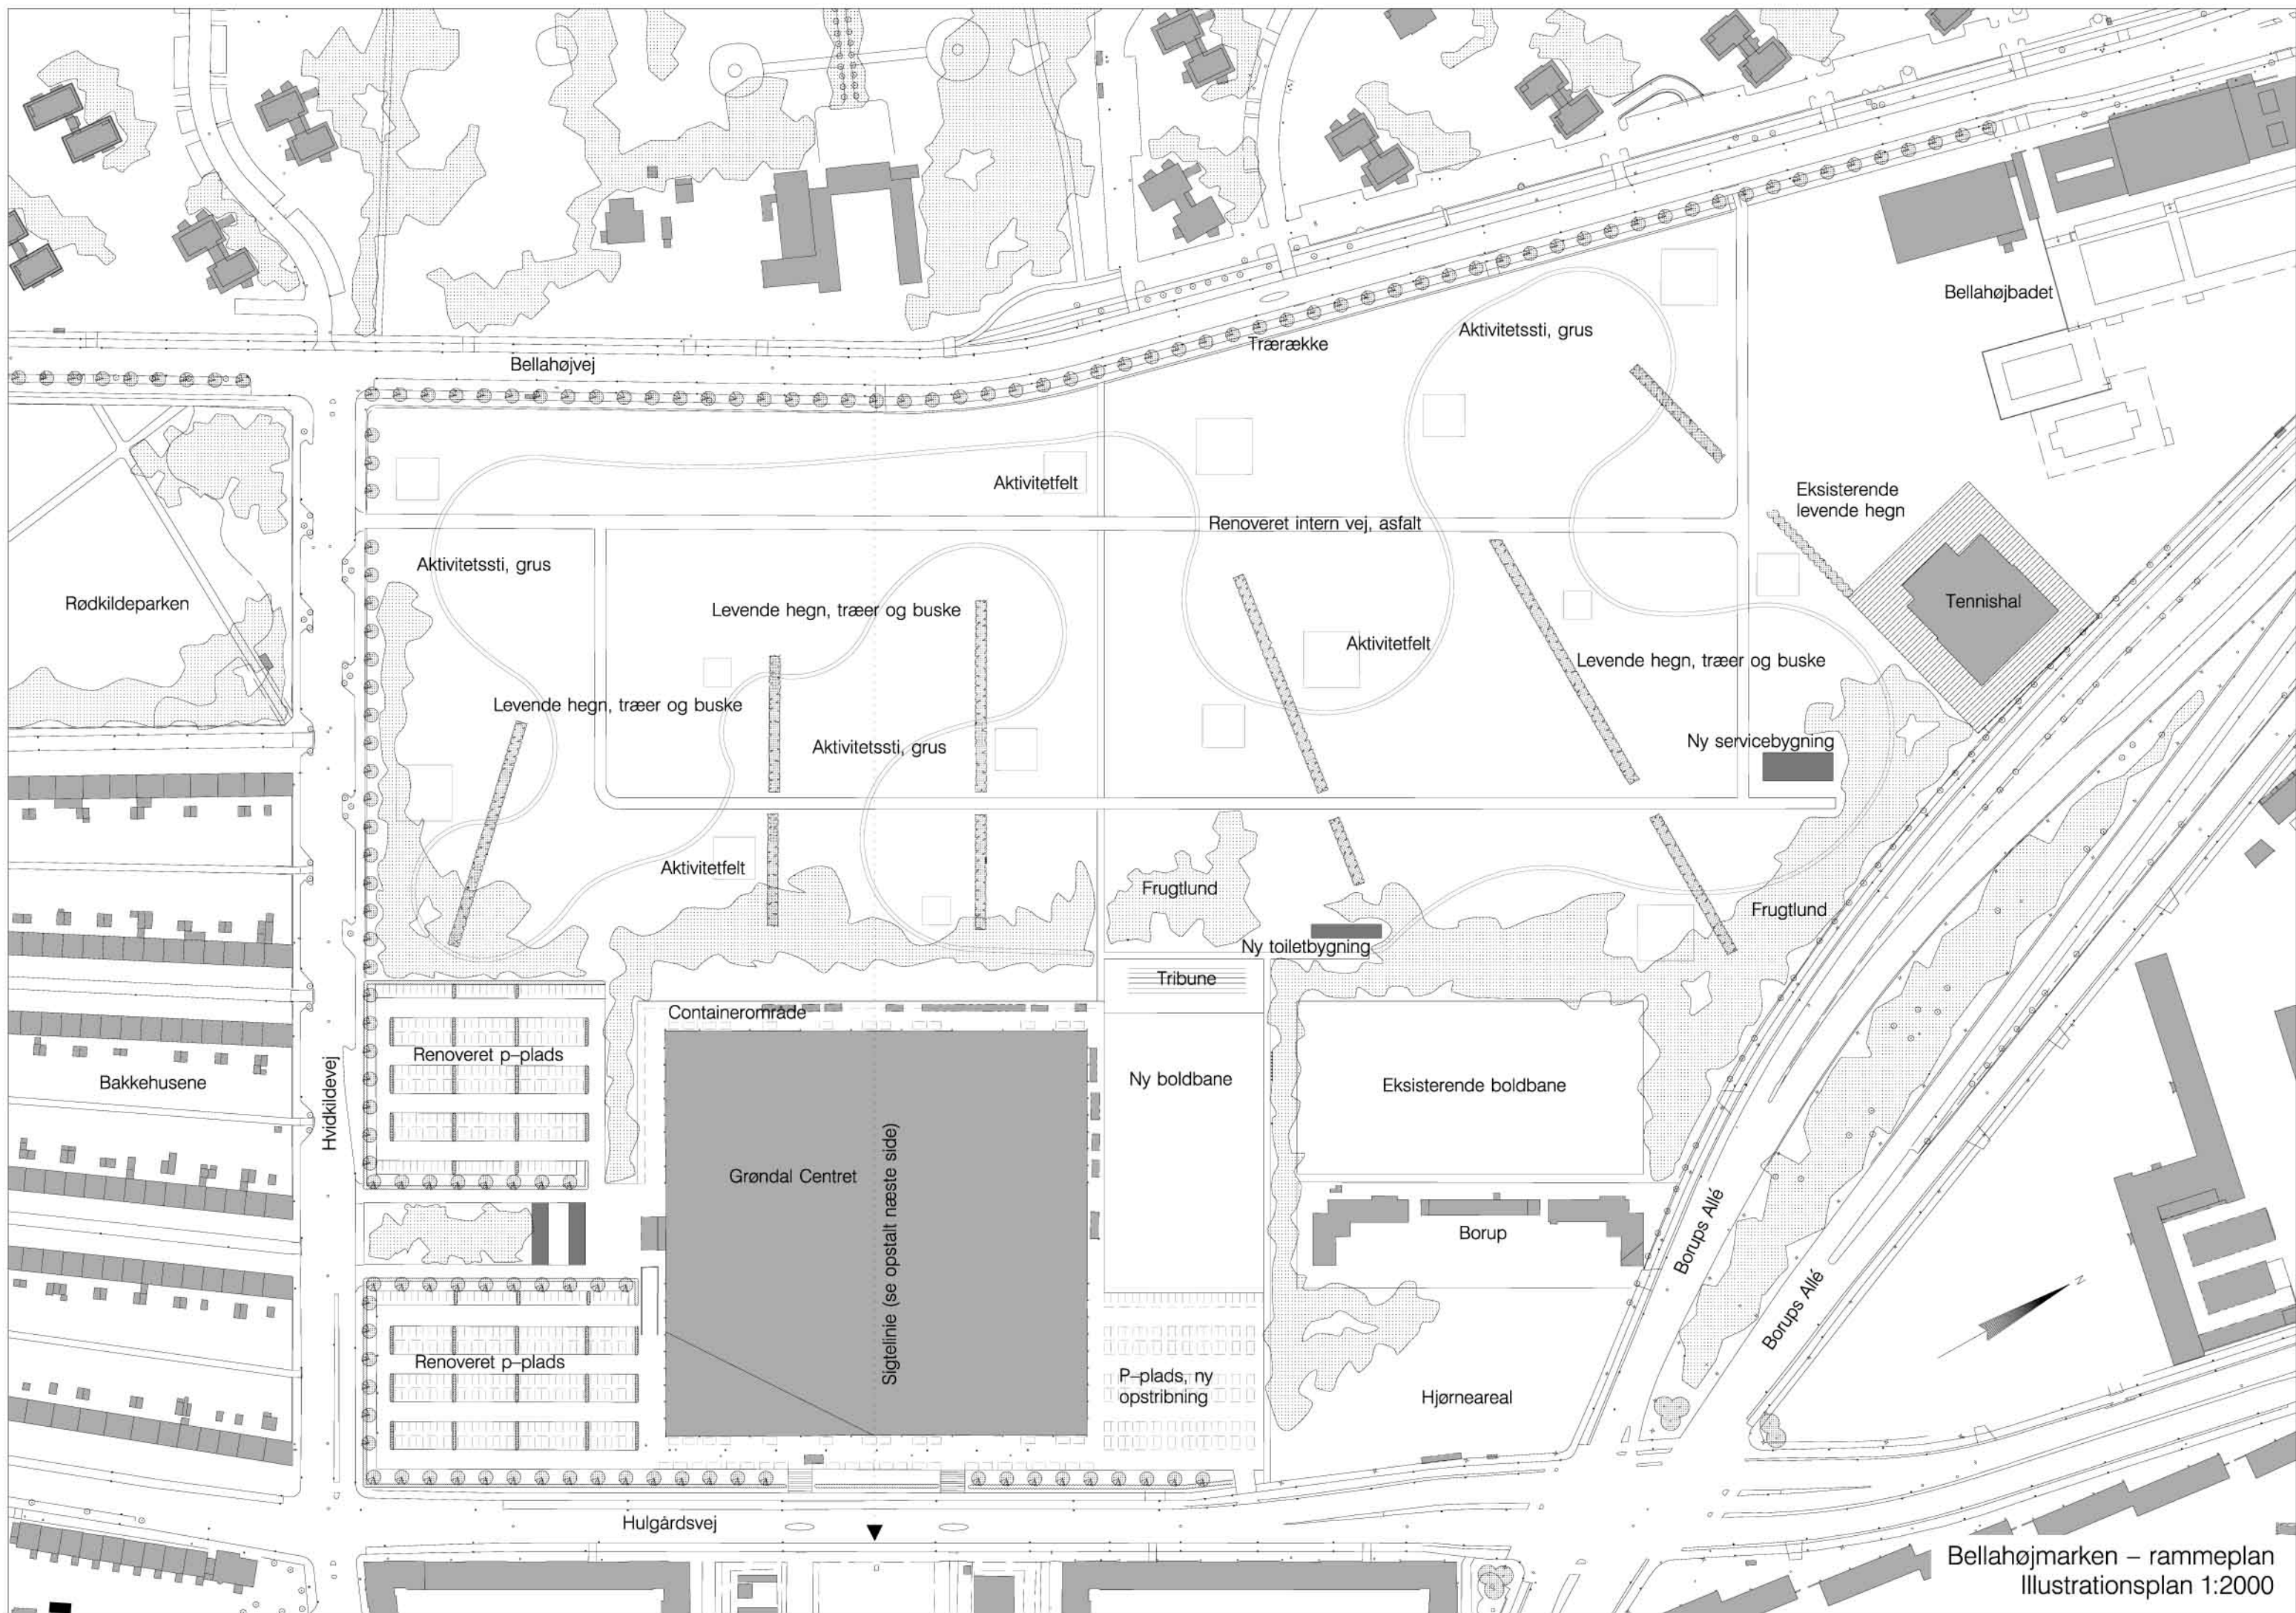 Bellahøjbadet
Aktivitetssti, grus
Trærække
Bellahøjvej
Aktivitetfelt
Eksisterende
levende hegn
Renoveret intern vej, asfalt
Aktivitetssti, grus
Rødkildeparken
Levende hegn, træer og buske
Tennishal
Aktivitetfelt
Levende hegn, træer og buske
Levende hegn, træer og buske
Aktivitetssti, grus
Ny servicebygning
Aktivitetfelt
Frugtlund
Frugtlund
Ny toiletbygning
Tribune
Containerområde
Renoveret p-plads
Bakkehusene
Hvidkildevej
Ny boldbane
Eksisterende boldbane
Grøndal Centret
Sigtelinie (se opstalt næste side)
Borup
Borups Allé
Borups Allé
N
Renoveret p-plads
P-plads, ny
opstribning
Hjørneareal
Hulgårdsvej
Bellahøjmarken – rammeplan
Illustrationsplan 1:2000